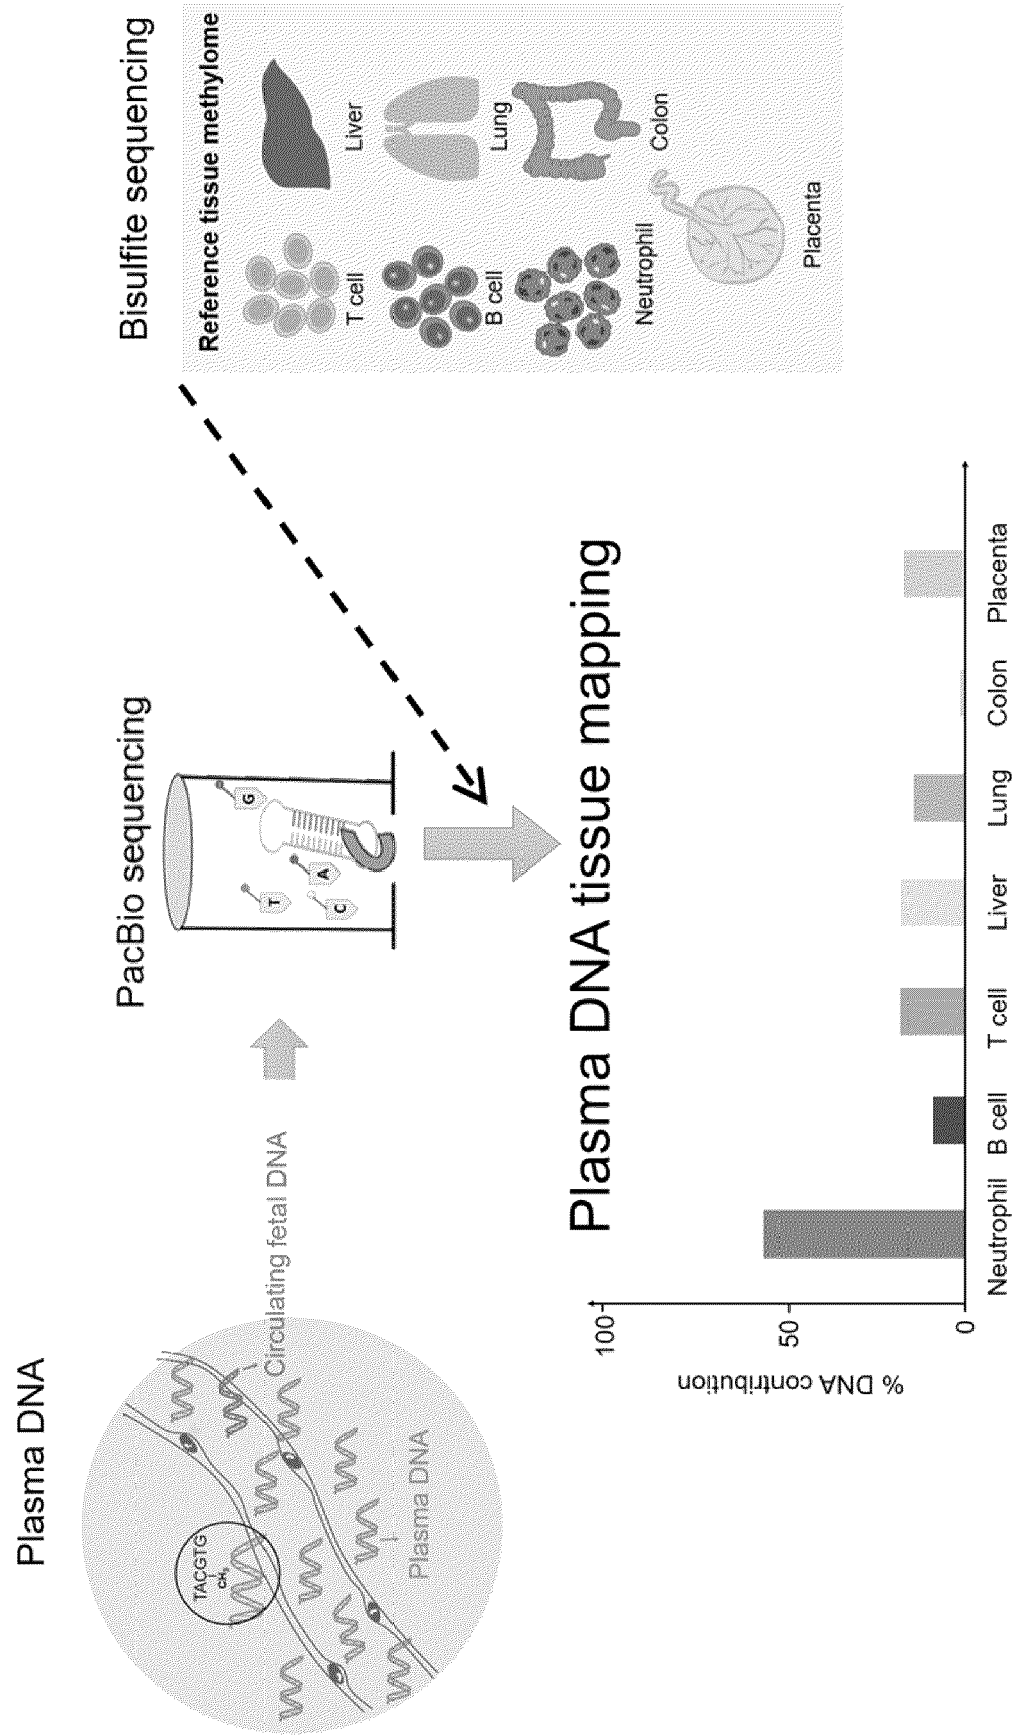 Plasma DNA
TACGTG
CH₃
Circulating fetal DNA
Plasma DNA
PacBio sequencing
G
T
A
C
Bisulfite sequencing
Reference tissue methylome
T cell
Liver
B cell
Lung
Neutrophil
Colon
Placenta
Plasma DNA tissue mapping
% DNA contribution
100
50
0
Neutrophil
B cell
T cell
Liver
Lung
Colon
Placenta